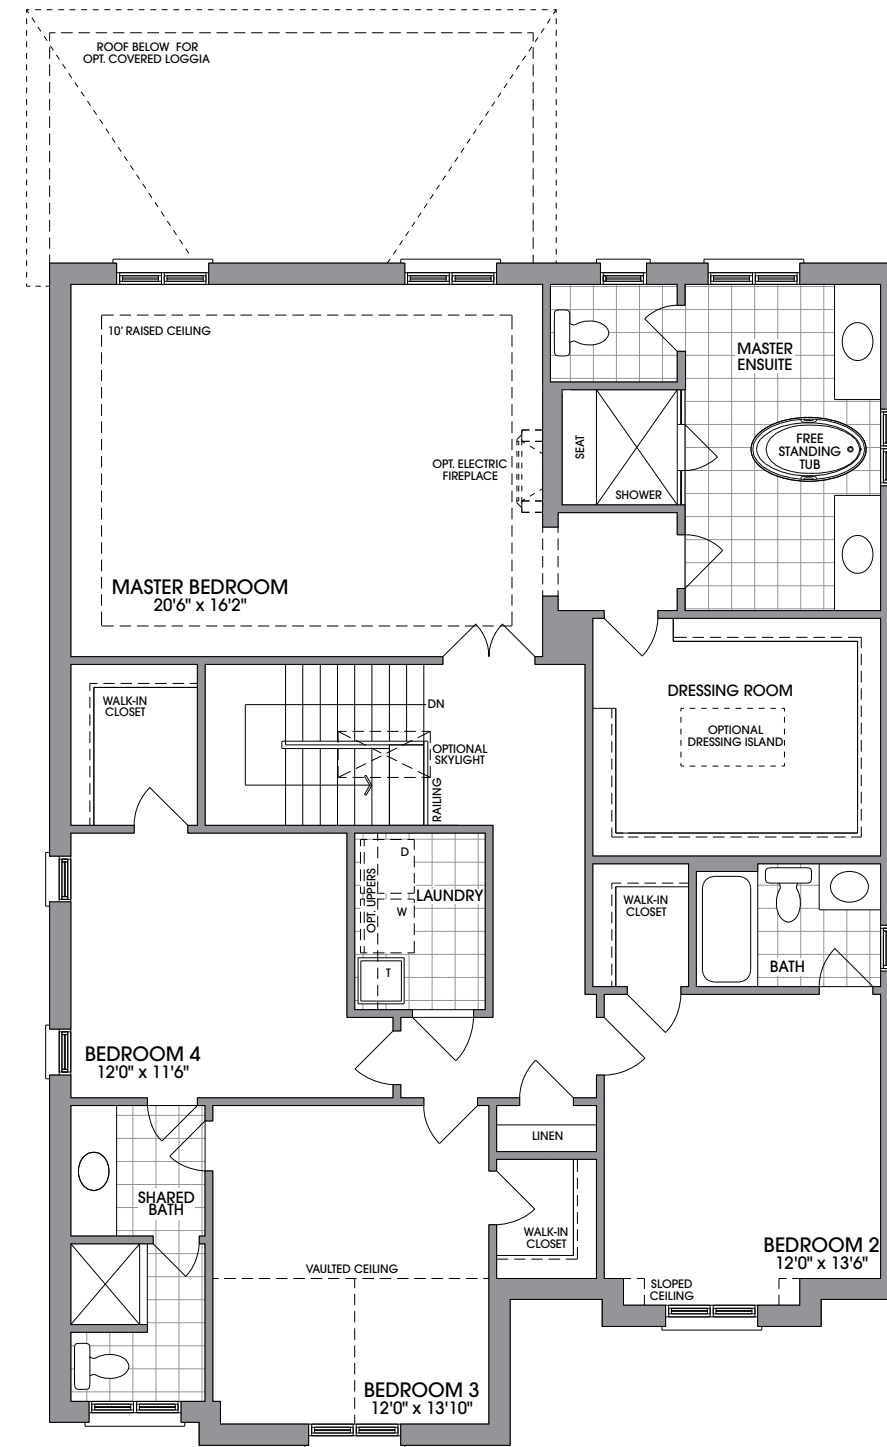 ROOF BELOW FOR
OPT. COVERED LOGGIA
10' RAISED CEILING
MASTER
ENSUITE
FREE
STANDING
TUB
SEAT
OPT. ELECTRIC
FIREPLACE
SHOWER
MASTER BEDROOM
20'6" x 16'2"
DRESSING ROOM
OPTIONAL
DRESSING ISLAND
WALK-IN
CLOSET
DN
OPTIONAL
SKYLIGHT
RAILING
D
OPT. UPPERS
LAUNDRY
W
T
WALK-IN
CLOSET
BATH
BEDROOM 4
12'0" x 11'6"
LINEN
SHARED
BATH
WALK-IN
CLOSET
BEDROOM 2
12'0" x 13'6"
VAULTED CEILING
SLOPED
CEILING
BEDROOM 3
12'0" x 13'10"